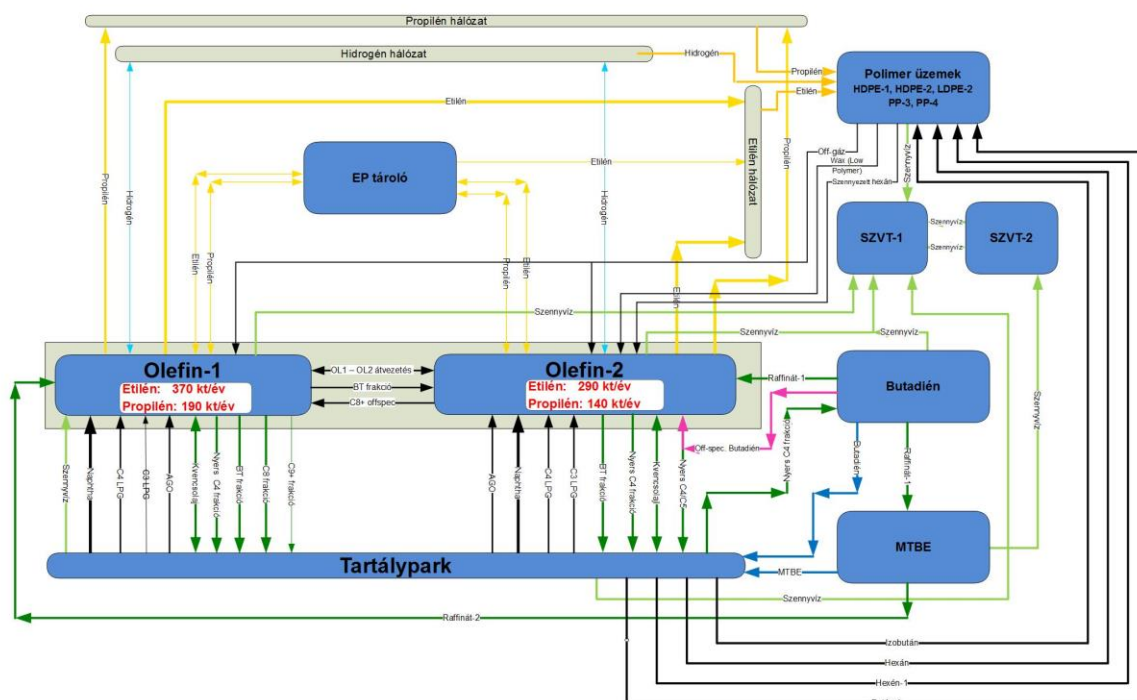 Propilén hálózat
Hidrogén hálózat
Hidrogén
Propilén
Etilén
Polimer üzemek
HDPE-1, HDPE-2, LDPE-2
PP-3, PP-4
Etilén
Etilén hálózat
Propilén
Propilén
Hidrogén
Hidrogén
EP tároló
Etilén
Off-gáz
Wax (Low
Polymer)
Szennyezett hexán
Szennyvíz
SZVT-1
Szennyvíz
Szennyvíz
SZVT-2
Etilén
Propilén
Propilén
Etilén
Etilén
Szennyvíz
Szennyvíz
Szennyvíz
Szennyvíz
Olefin-1
Etilén: 370 kt/év
Propilén: 190 kt/év
OL1 – OL2 átvezetés
BT frakció
C8+ offspec
Olefin-2
Etilén: 290 kt/év
Propilén: 140 kt/év
Raffinát-1
Butadién
Off-spec. Butadién
Nyers C4 frakció
Butadién
Raffinát-1
Szennyvíz
Naphtha
C4 LPG
C3 LPG
AGO
Kvencsolaj
Nyers C4 frakció
BT frakció
C8 frakció
C9+ frakció
AGO
Naphtha
C4 LPG
C3 LPG
BT frakció
Nyers C4 frakció
Kvencsolaj
Nyers C4/C5
Tartálypark
MTBE
MTBE
Szennyvíz
Raffinát-2
Izobután
Hexán
Hexén-1